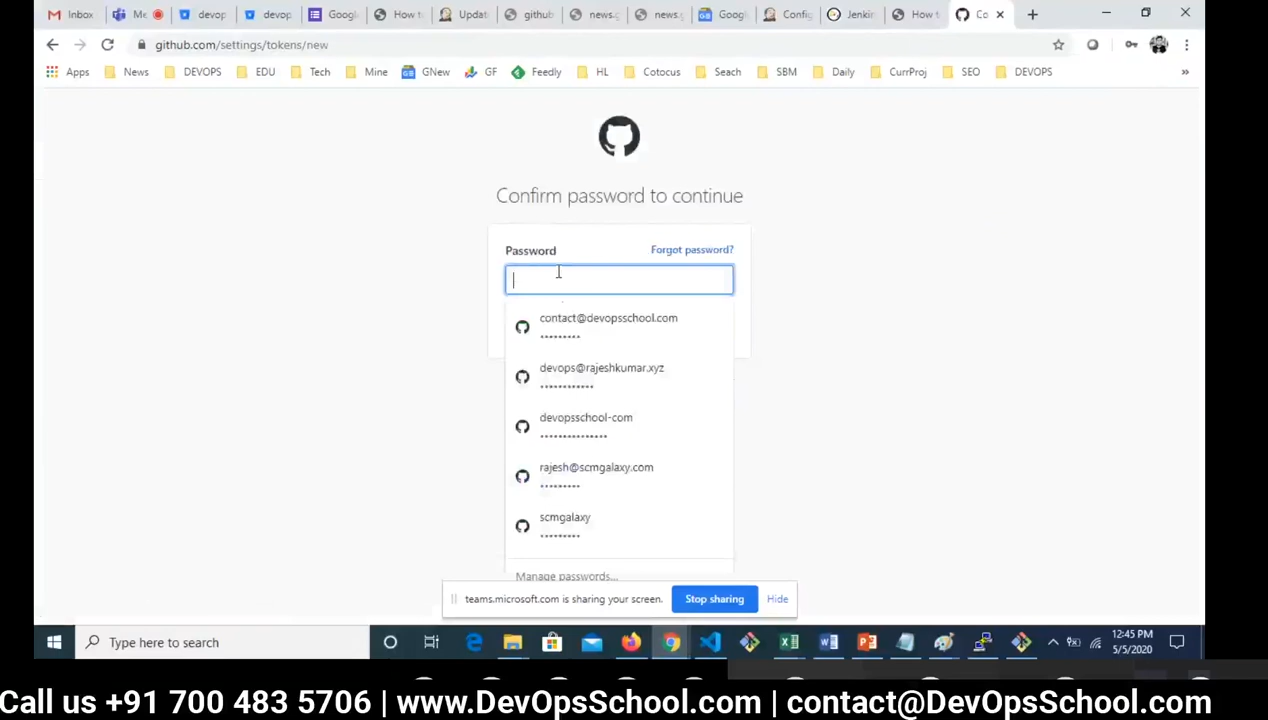 Inbox
Me
devop
devop
Googl
How t
Updat
github
news.g
news.g
Googl
Config
Jenkin
How t
Co
github.com/settings/tokens/new
Apps
News
DEVOPS
EDU
Tech
Mine
GNew
GF
Feedly
HL
Cotocus
Seach
SBM
Daily
CurrProj
SEO
DEVOPS
»
Confirm password to continue
Password
Forgot password?
contact@devopsschool.com
•••••••••
devops@rajeshkumar.xyz
••••••••••••
devopsschool-com
•••••••••••••••
rajesh@scmgalaxy.com
•••••••••
scmgalaxy
•••••••••
Manage passwords...
teams.microsoft.com is sharing your screen.
Stop sharing
Hide
Type here to search
12:45 PM
5/5/2020
Call us +91 700 483 5706 | www.DevOpsSchool.com | contact@DevOpsSchool.com